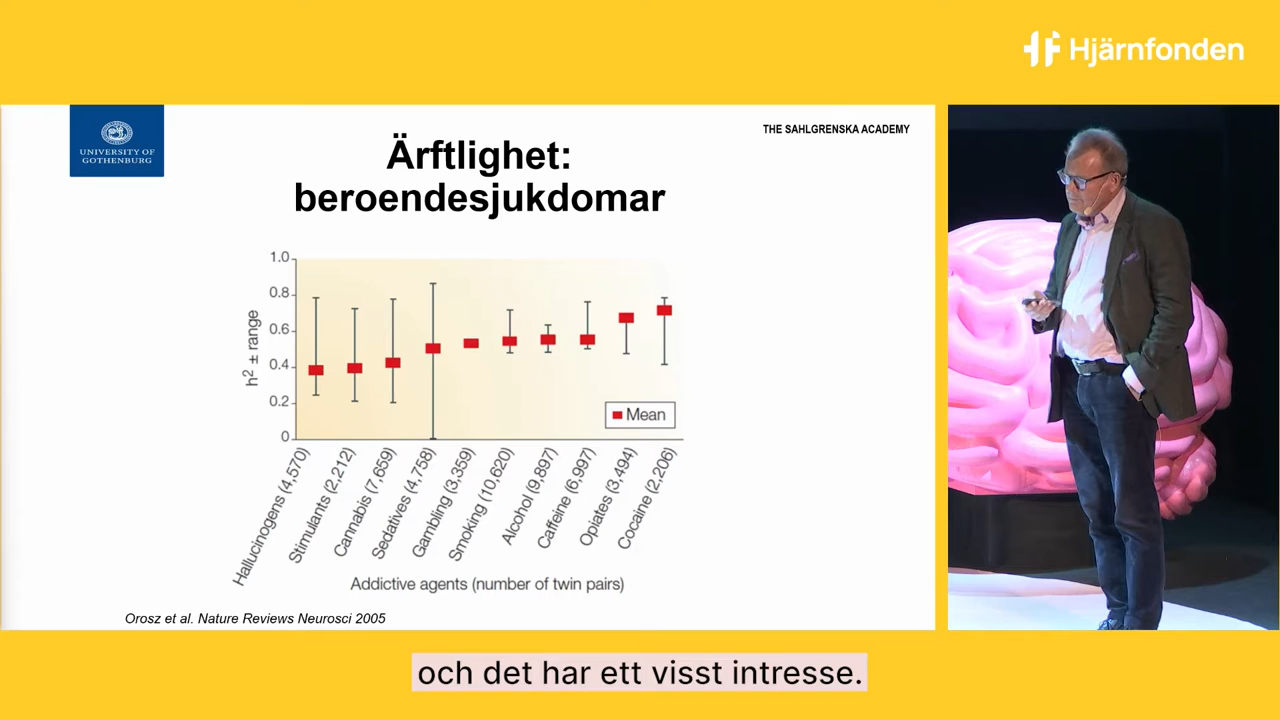 Hjärnfonden
UNIVERSITY OF
GOTHENBURG
THE SAHLGRENSKA ACADEMY
Ärftlighet:
beroendesjukdomar
h2 ± range
1.0
0.8
0.6
0.4
0.2
0
Mean
Hallucinogens (4,570)
Stimulants (2,212)
Cannabis (7,659)
Sedatives (4,758)
Gambling (3,359)
Smoking (10,620)
Alcohol (9,897)
Caffeine (6,997)
Opiates (3,494)
Cocaine (2,206)
Addictive agents (number of twin pairs)
Orosz et al. Nature Reviews Neurosci 2005
och det har ett visst intresse.